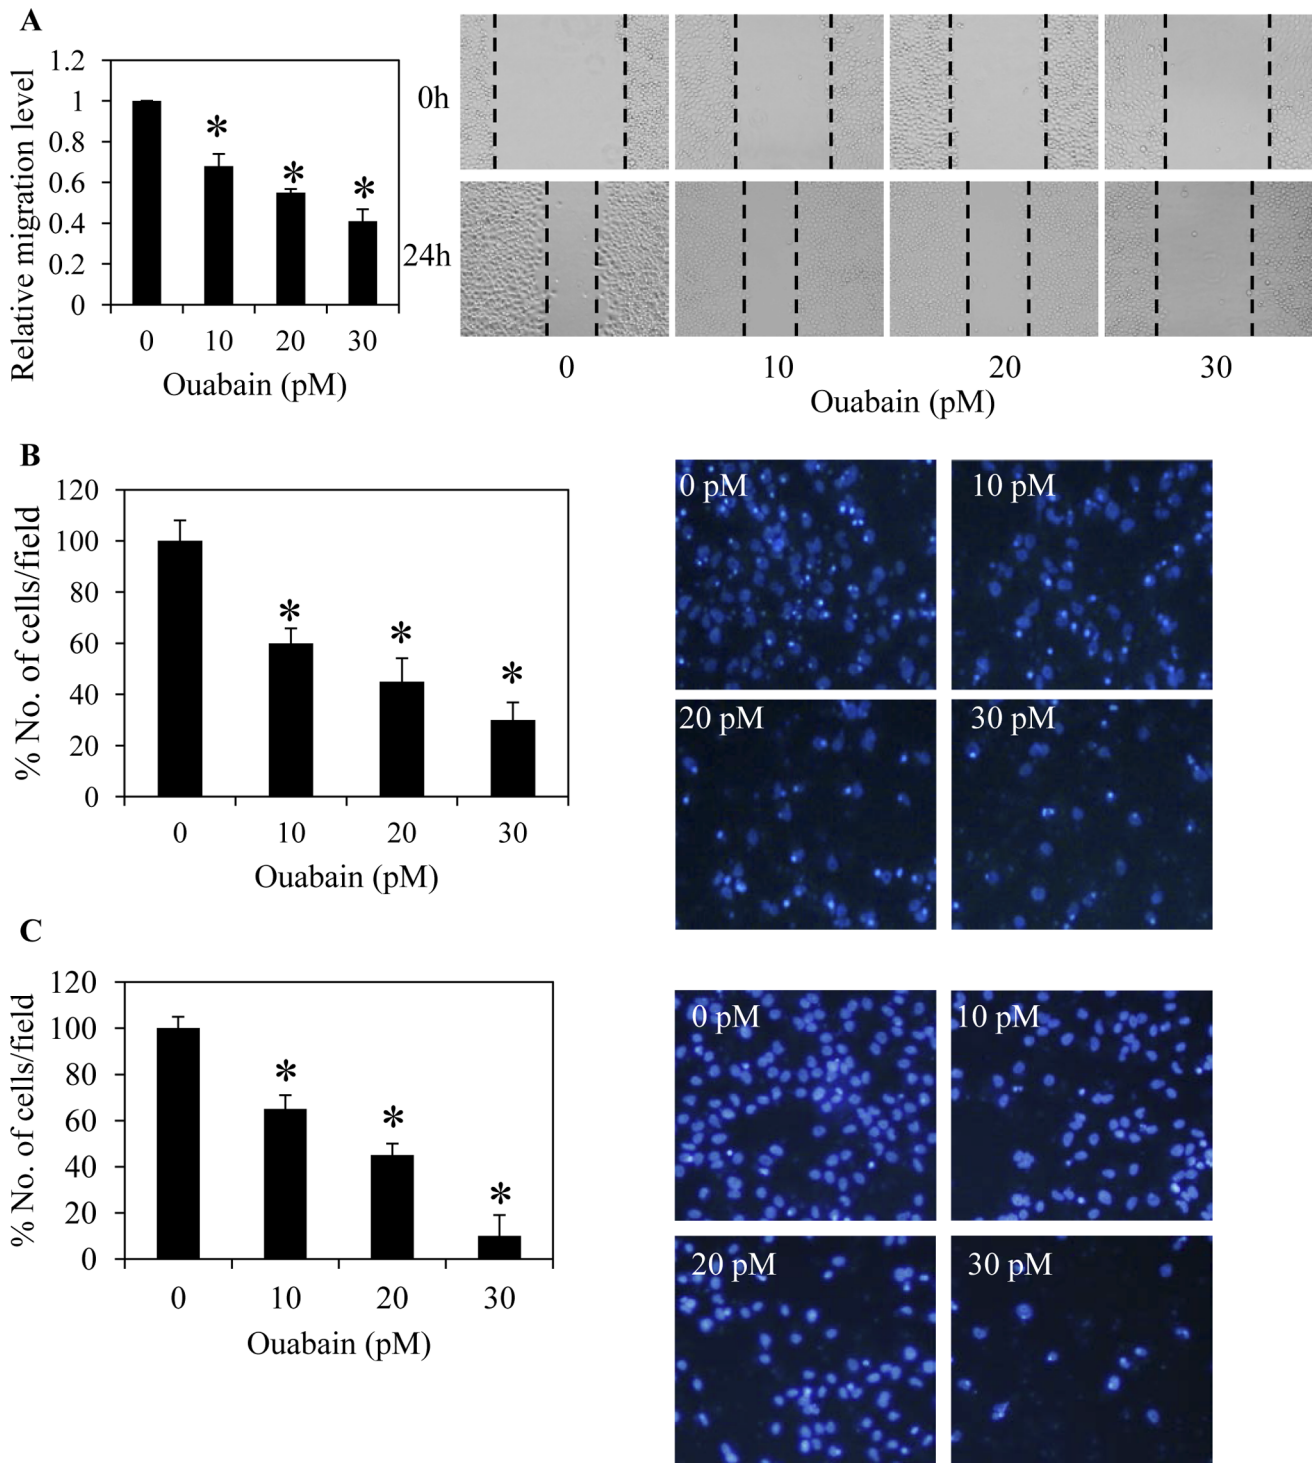 A
Relative migration level
1.2
1
0.8
0.6
0.4
0.2
0
*
*
*
0 10 20 30
Ouabain (pM)
0h
24h
0 10 20 30
Ouabain (pM)
B
% No. of cells/field
120
100
80
60
40
20
0
*
*
*
0 10 20 30
Ouabain (pM)
0 pM 10 pM
20 pM 30 pM
C
% No. of cells/field
120
100
80
60
40
20
0
*
*
*
0 10 20 30
Ouabain (pM)
0 pM 10 pM
20 pM 30 pM